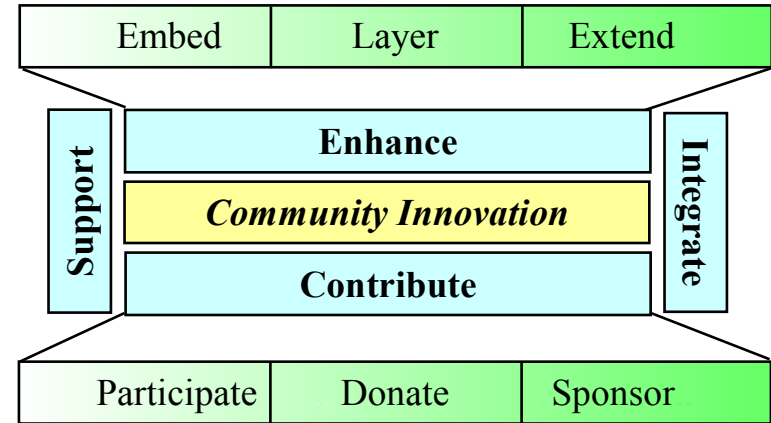 Embed Layer Extend
Enhance
Support
Community Innovation
Integrate
Contribute
Participate Donate Sponsor